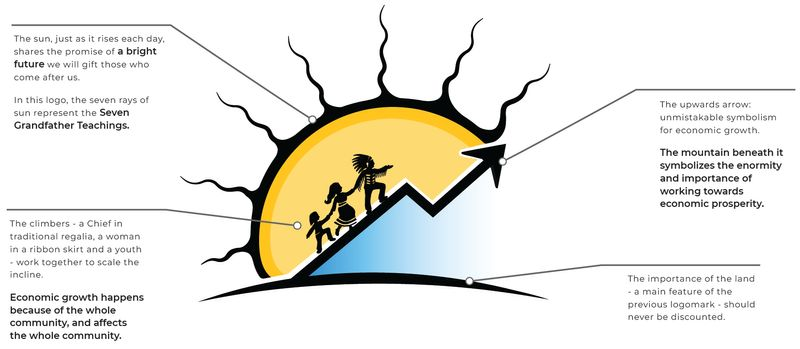 The sun, just as it rises each day,
shares the promise of a bright
future we will gift those who
come after us.
In this logo, the seven rays of
sun represent the Seven
Grandfather Teachings.
The climbers - a Chief in
traditional regalia, a woman
in a ribbon skirt and a youth
- work together to scale the
incline.
Economic growth happens
because of the whole
community, and affects
the whole community.
The upwards arrow:
unmistakable symbolism
for economic growth.
The mountain beneath it
symbolizes the enormity
and importance of
working towards
economic prosperity.
The importance of the land
- a main feature of the
previous logomark - should
never be discounted.